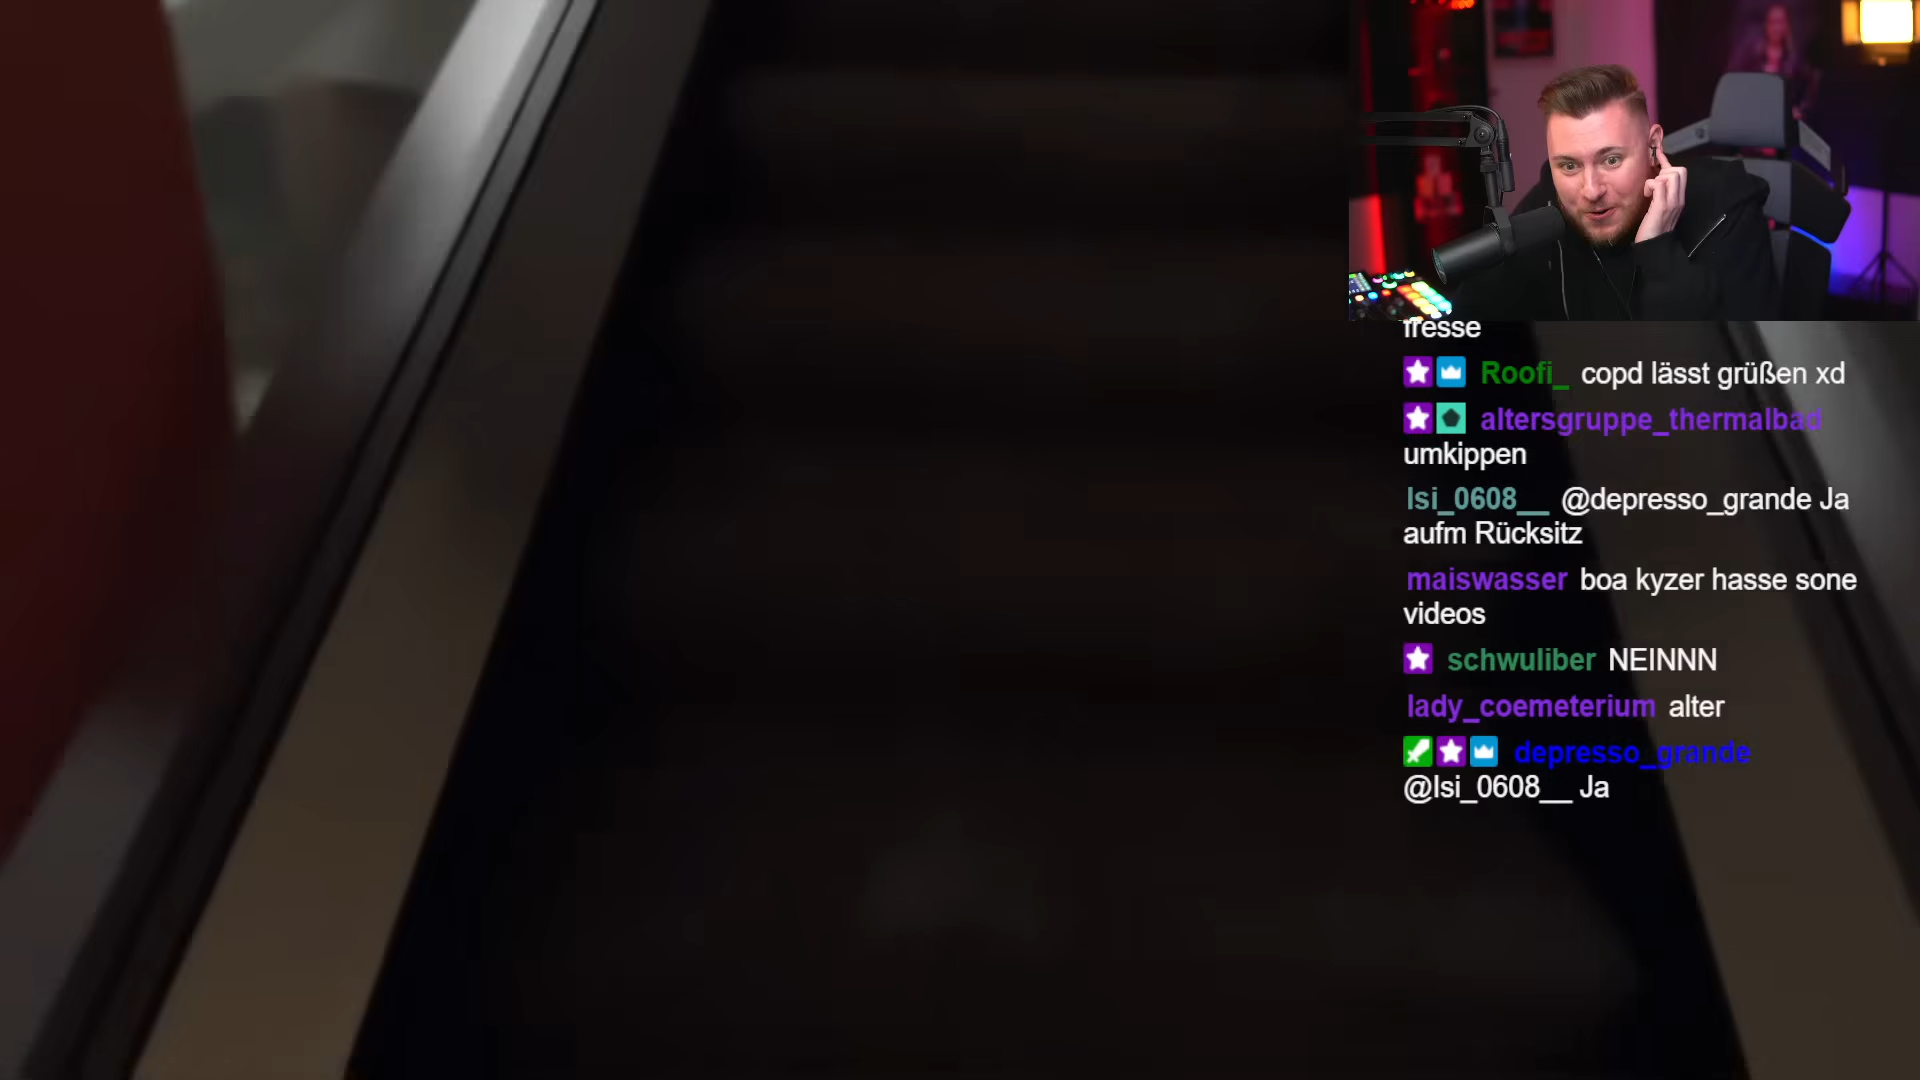 fresse
Roofi_ copd lässt grüßen xd
altersgruppe_thermalbad
umkippen
lsi_0608__ @depresso_grande Ja
aufm Rücksitz
maiswasser boa kyzer hasse sone
videos
schwuliber NEINNN
lady_coemeterium alter
depresso_grande
@lsi_0608__ Ja